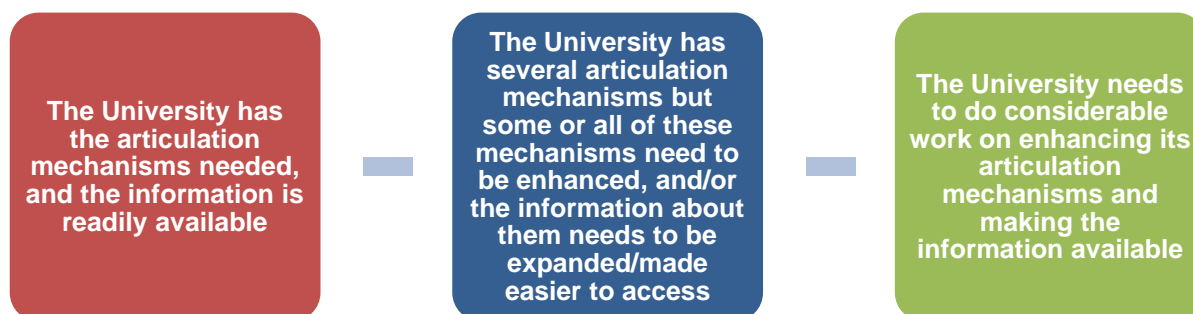 The University has
the articulation
mechanisms needed,
and the information is
readily available
The University has
several articulation
mechanisms but
some or all of these
mechanisms need to
be enhanced, and/or
the information about
them needs to be
expanded/made
easier to access
The University needs
to do considerable
work on enhancing its
articulation
mechanisms and
making the
information available